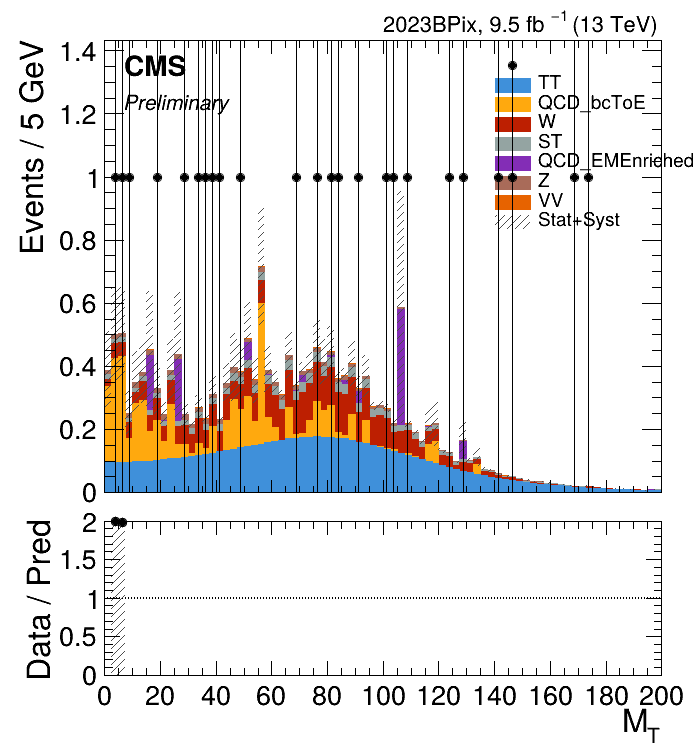 2023BPix, 9.5 fb⁻¹ (13 TeV)
CMS
Preliminary
TT
QCD_bcToE
W
ST
QCD_EMEnriehed
Z
VV
Stat+Syst
Events / 5 GeV
1.4
1.2
1
0.8
0.6
0.4
0.2
0
Data / Pred
2
1.5
1
0.5
0
0 20 40 60 80 100 120 140 160 180 200
M_T